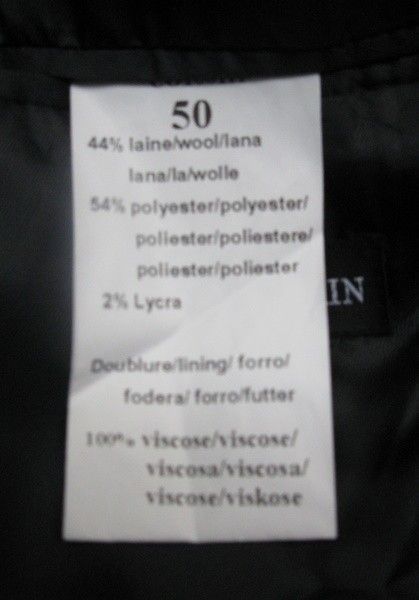 50
44% laine/wool/lana
lana/la/wolle
54% polyester/polyester/
poliester/poliestere/
poliester/poliester
2% Lycra
Doublure/lining/ forro/
fodera/ forro/futter
100% viscose/viscose/
viscosa/viscosa/
viscose/viskose
IN